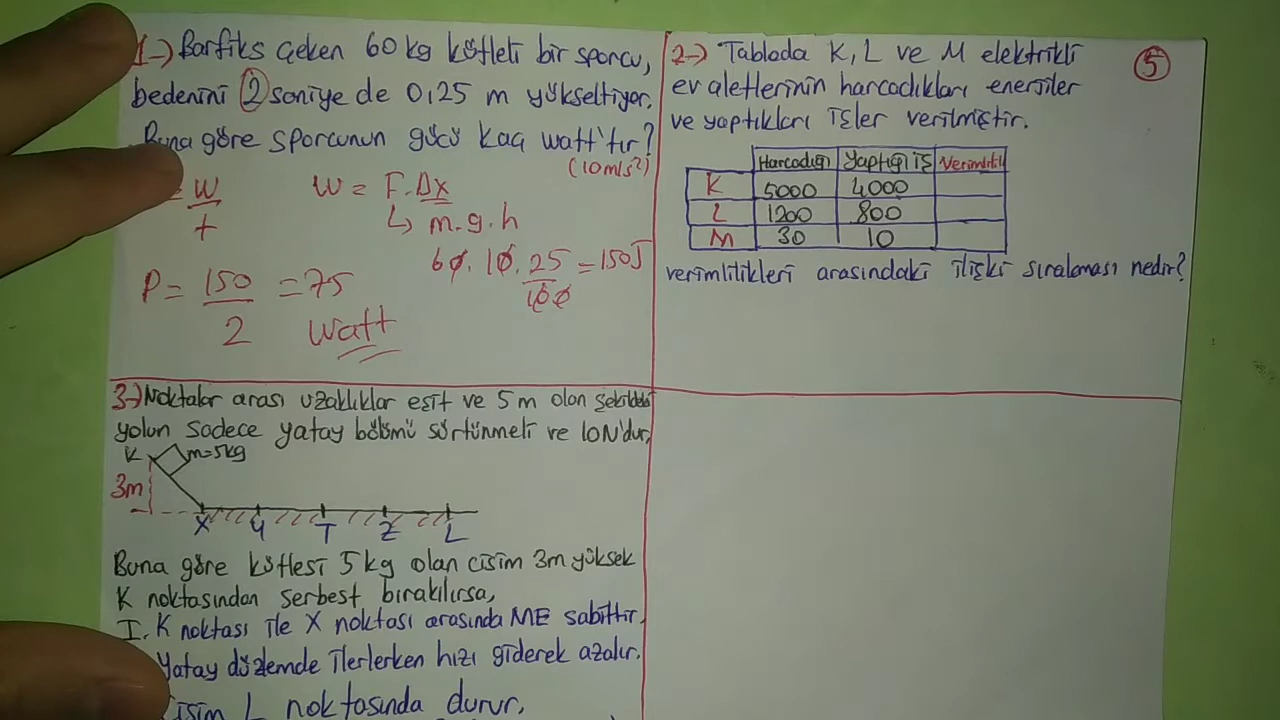 1-) Barfiks çeken 60 kg kütleli bir sporcu,
bedenini 2 saniye de 0,25 m yükseltiyor.
Buna göre sporcunun gücü kaç watt'tır?
(10m/s²)
= W
t
W = F.Δx
↳ m.g.h
60.10.25 = 150J
100
P = 150 = 75
2 watt
2-) Tabloda K, L ve M elektrikli
ev aletlerinin harcadıkları enerjiler
ve yaptıkları işler verilmiştir.
5
Harcadığı Yaptığı iş
K 5000 4000
L 1200 800
M 30 10
verimlilikleri arasındaki ilişki sıralaması nedir?
3-) Noktalar arası uzaklıklar eşit ve 5 m olan şekildeki
yolun sadece yatay bölümü sürtünmeli ve 10N'dur.
K m=5kg
3m
X Y T Z L
Buna göre kütlesi 5 kg olan cisim 3m yüksek
K noktasından serbest bırakılırsa,
I. K noktası ile X noktası arasında ME sabittir.
Yatay düzlemde ilerlerken hızı giderek azalır.
L noktasında durur.